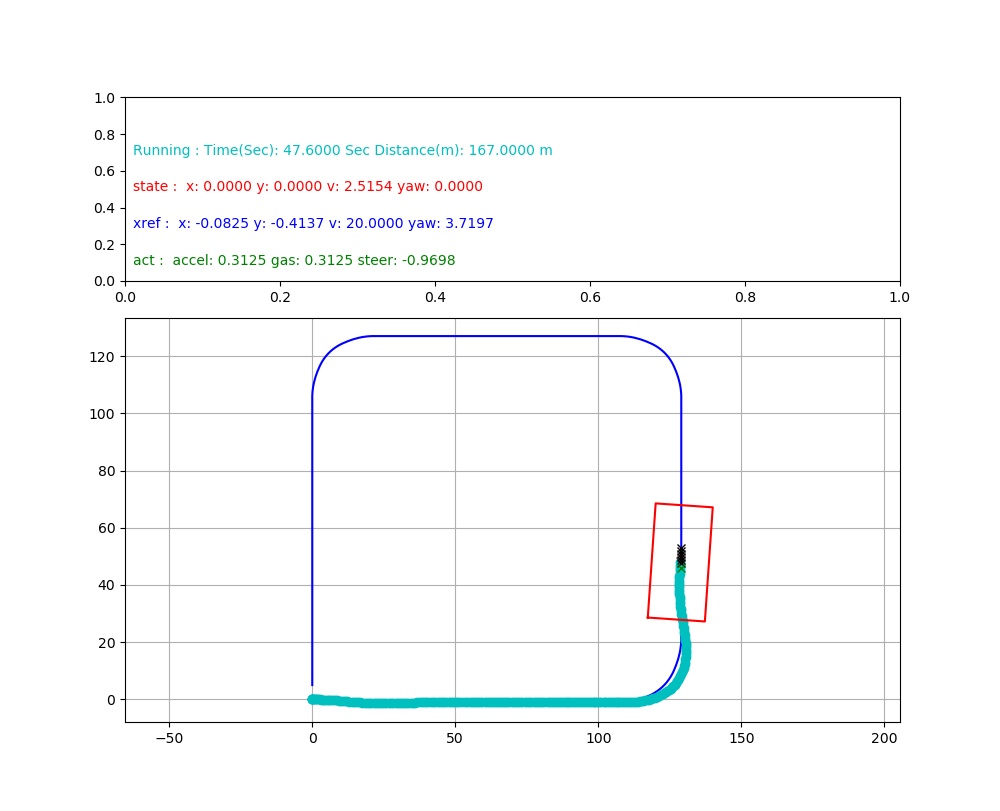 1.0
0.8
Running : Time(Sec): 47.6000 Sec Distance(m): 167.0000 m
0.6
state :  x: 0.0000 y: 0.0000 v: 2.5154 yaw: 0.0000
0.4
xref :  x: -0.0825 y: -0.4137 v: 20.0000 yaw: 3.7197
0.2
act :  accel: 0.3125 gas: 0.3125 steer: -0.9698
0.0
0.0 0.2 0.4 0.6 0.8 1.0
120
100
80
60
40
20
0
−50 0 50 100 150 200